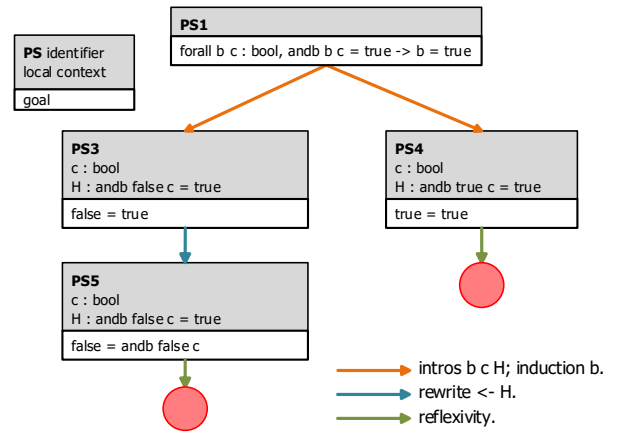 PS1
forall b c : bool, andb b c = true -> b = true
PS identifier
local context
goal
PS3
c : bool
H : andb false c = true
false = true
PS4
c : bool
H : andb true c = true
true = true
PS5
c : bool
H : andb false c = true
false = andb false c
intros b c H; induction b.
rewrite <- H.
reflexivity.